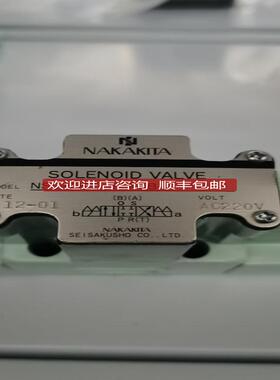 NAKAKITA
SOLENOID VALVE
欢迎进店咨询 顺丰包邮
(B)(A)
VOLT
12-01
O S
AC220V
b
a
P R(T)
NAKAKITA
SEISAKUSHO CO., LTD.